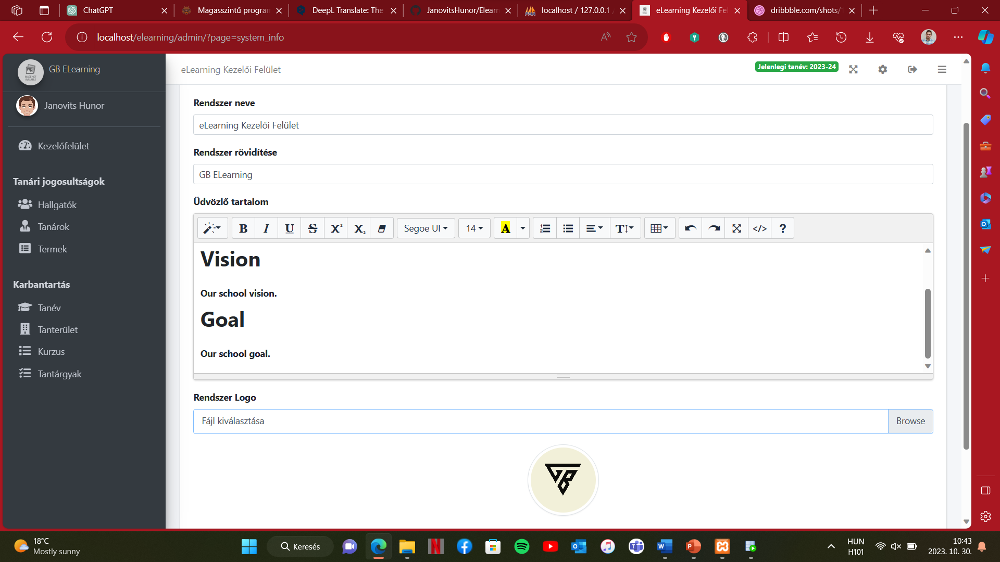 ChatGPT
Magasszintű progran
DeepL Translate: The
JanovitsHunor/Elearn
localhost / 127.0.0.1
eLearning Kezelői Fel
dribbble.com/shots/
localhost/elearning/admin/?page=system_info
GB ELearning
eLearning Kezelői Felület
Jelenlegi tanév: 2023-24
Janovits Hunor
Kezelőfelület
Tanári jogosultságok
Hallgatók
Tanárok
Termek
Karbantartás
Tanév
Tanterület
Kurzus
Tantárgyak
Rendszer neve
eLearning Kezelői Felület
Rendszer rövidítése
GB ELearning
Üdvözlő tartalom
B I U S X² X₂ Segoe UI 14 A T </> ?
Vision
Our school vision.
Goal
Our school goal.
Rendszer Logo
Fájl kiválasztása
Browse
18°C
Mostly sunny
Keresés
HUN
H101
10:43
2023. 10. 30.